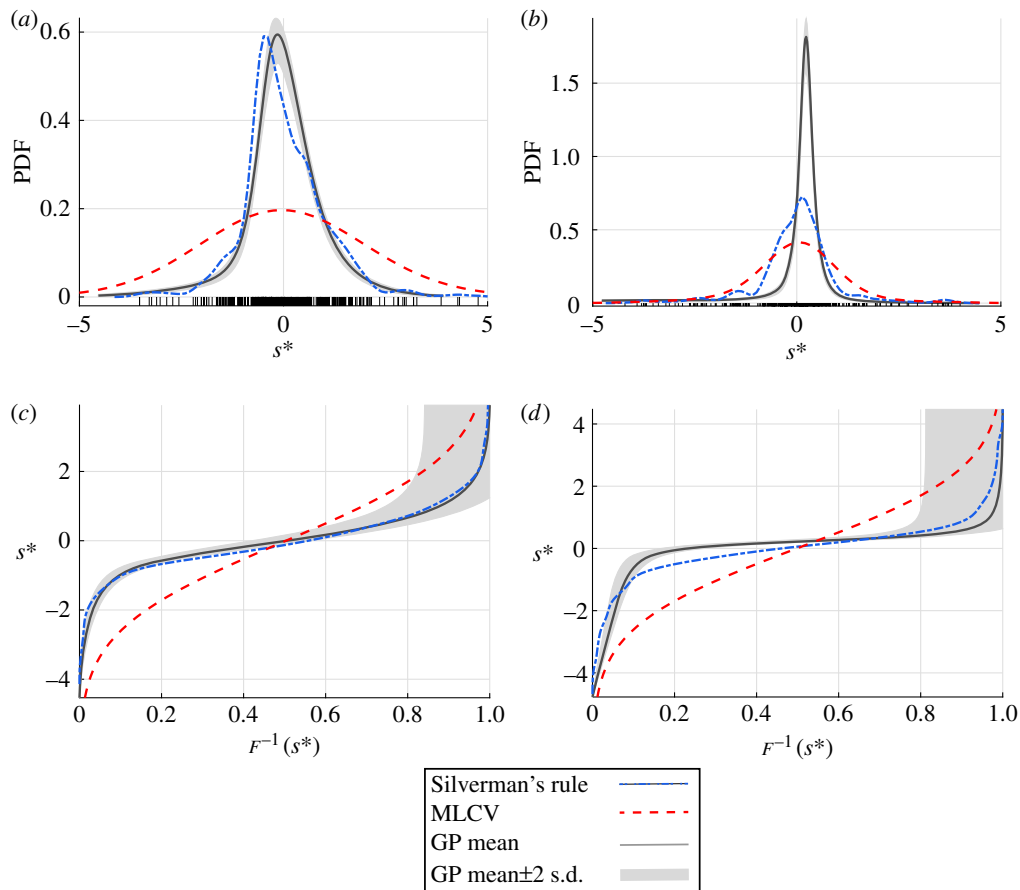 (a)
(b)
0.6
0.4
0.2
0
PDF
−5
0
5
s*
1.5
1.0
0.5
0
PDF
−5
0
5
s*
(c)
(d)
2
0
−2
−4
s*
0
0.2
0.4
0.6
0.8
1.0
F⁻¹ (s*)
4
2
0
−2
−4
s*
0
0.2
0.4
0.6
0.8
1.0
F⁻¹ (s*)
Silverman’s rule
MLCV
GP mean
GP mean±2 s.d.